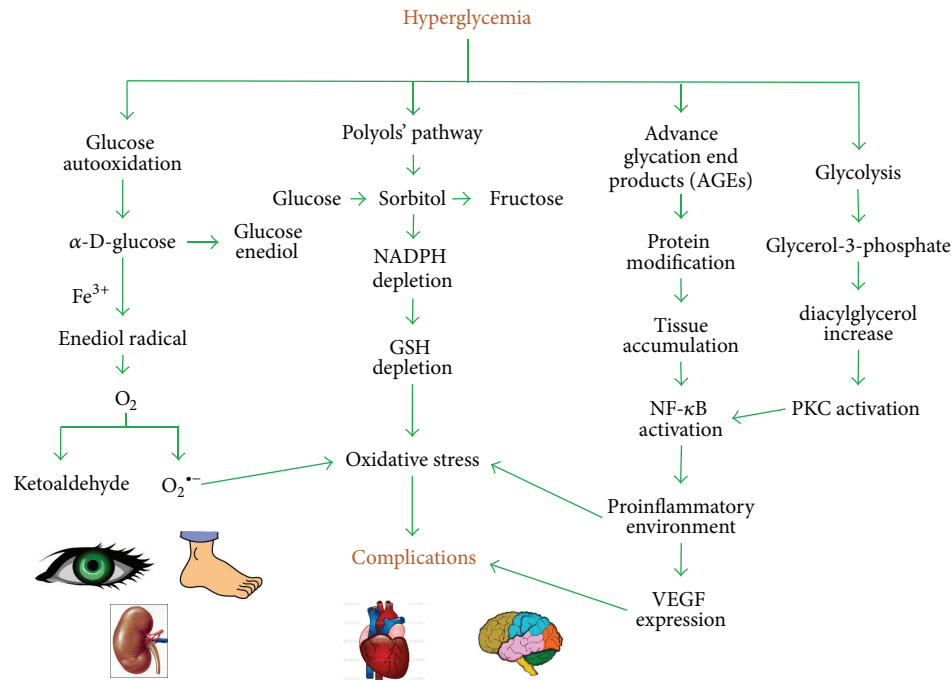 Hyperglycemia
Glucose
autooxidation
α-D-glucose
Glucose
enediol
Fe³⁺
Enediol radical
O₂
Ketoaldehyde
O₂•⁻
Polyols' pathway
Glucose
Sorbitol
Fructose
NADPH
depletion
GSH
depletion
Oxidative stress
Complications
Advance
glycation end
products (AGEs)
Protein
modification
Tissue
accumulation
NF-κB
activation
Proinflammatory
environment
VEGF
expression
Glycolysis
Glycerol-3-phosphate
diacylglycerol
increase
PKC activation